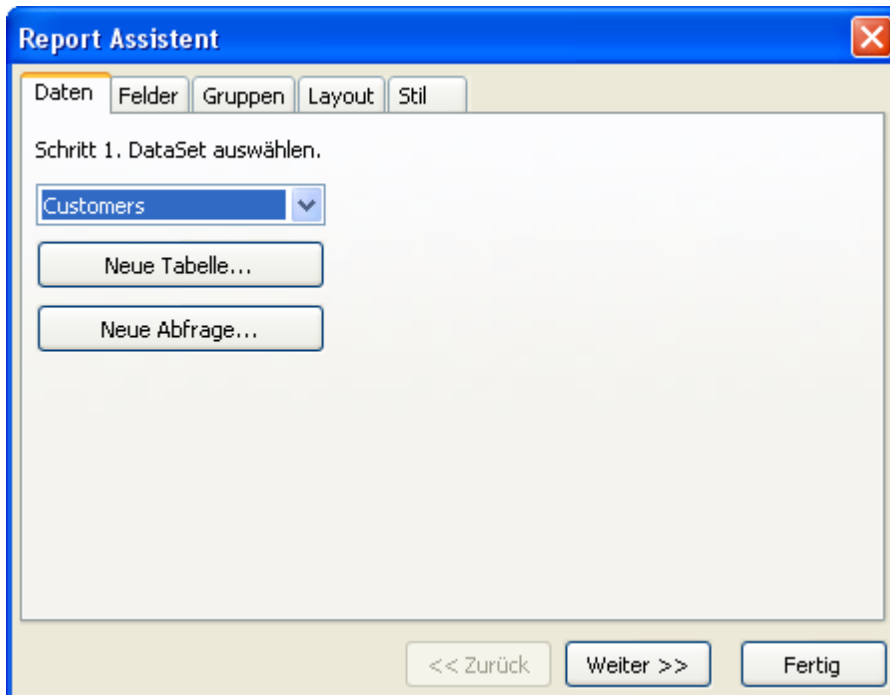 Report Assistent
Daten Felder Gruppen Layout Stil
Schritt 1. DataSet auswählen.
Customers
Neue Tabelle...
Neue Abfrage...
<< Zurück Weiter >> Fertig